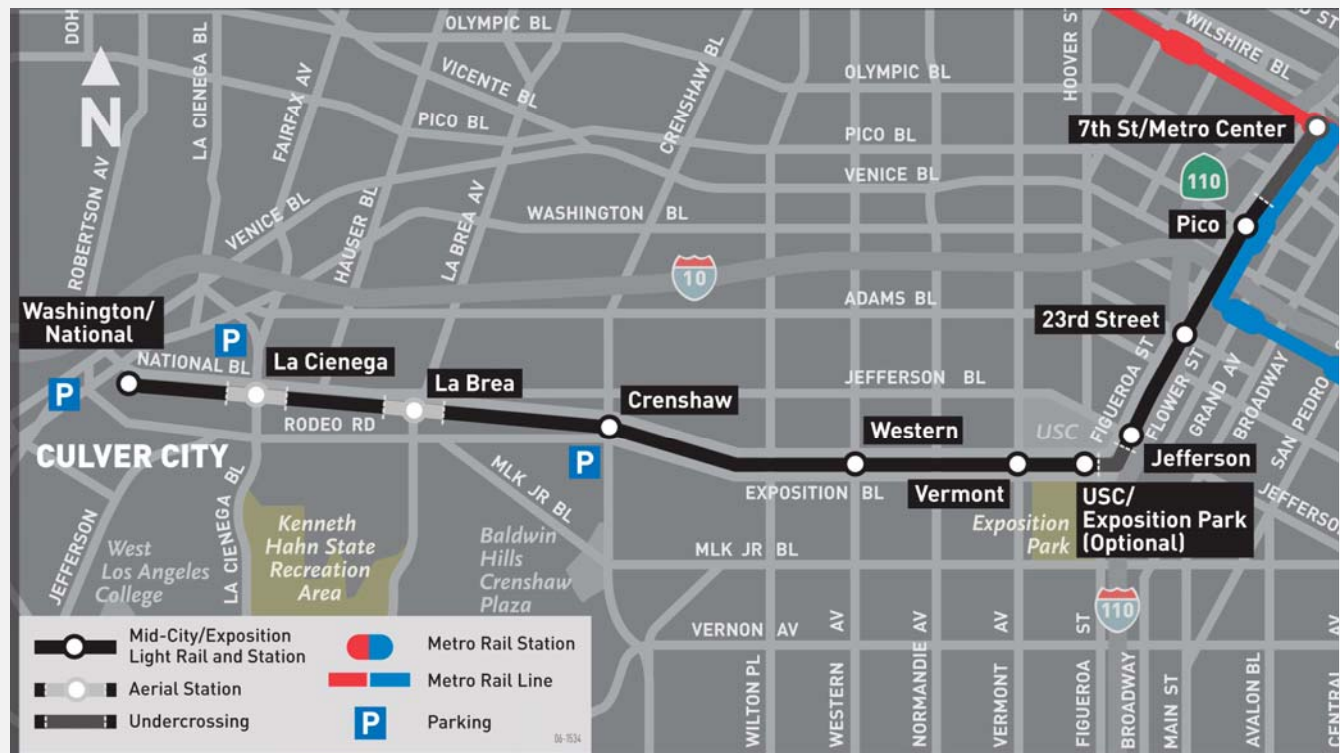 DOH
LA CIENEGA BL
OLYMPIC BL
VICENTE BL
CRENSHAW BL
HOOVER ST
WILSHIRE BL
ST
N
FAIRFAX AV
PICO BL
OLYMPIC BL
PICO BL
7th St/Metro Center
ROBERTSON AV
VENICE BL
HAUSER BL
LA BREA AV
VENICE BL
110
WASHINGTON BL
Pico
10
ADAMS BL
Washington/
National
P
23rd Street
NATIONAL BL
La Cienega
La Brea
JEFFERSON BL
FIGUEROA ST
FLOWER ST
GRAND AV
BROADWAY
SAN PEDRO
P
RODEO RD
Crenshaw
Western
USC
Jefferson
CULVER CITY
P
MLK JR BL
EXPOSITION BL
Vermont
USC/
Exposition Park
(Optional)
JEFFERSON
LA CIENEGA BL
Kenneth
Hahn State
Recreation
Area
Baldwin
Hills
Crenshaw
Plaza
Exposition
Park
MLK JR BL
JEFFERSON
West
Los Angeles
College
110
VERNON AV
WILTON PL
WESTERN AV
NORMANDIE AV
VERMONT AV
FIGUEROA ST
BROADWAY
MAIN ST
AVALON BL
CENTRAL AV
Mid-City/Exposition
Light Rail and Station
Metro Rail Station
Aerial Station
Metro Rail Line
Undercrossing
P
Parking
06-1534